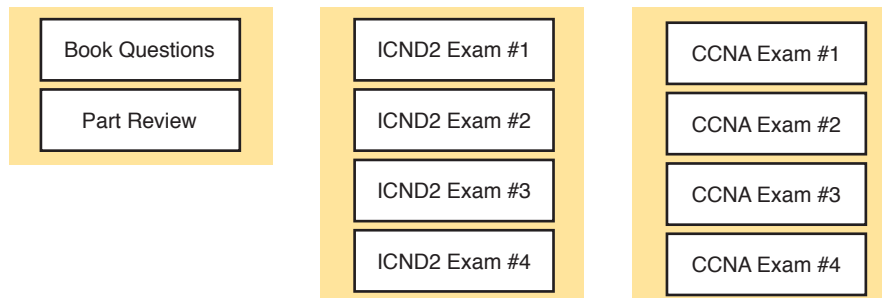 Book Questions
Part Review
ICND2 Exam #1
ICND2 Exam #2
ICND2 Exam #3
ICND2 Exam #4
CCNA Exam #1
CCNA Exam #2
CCNA Exam #3
CCNA Exam #4